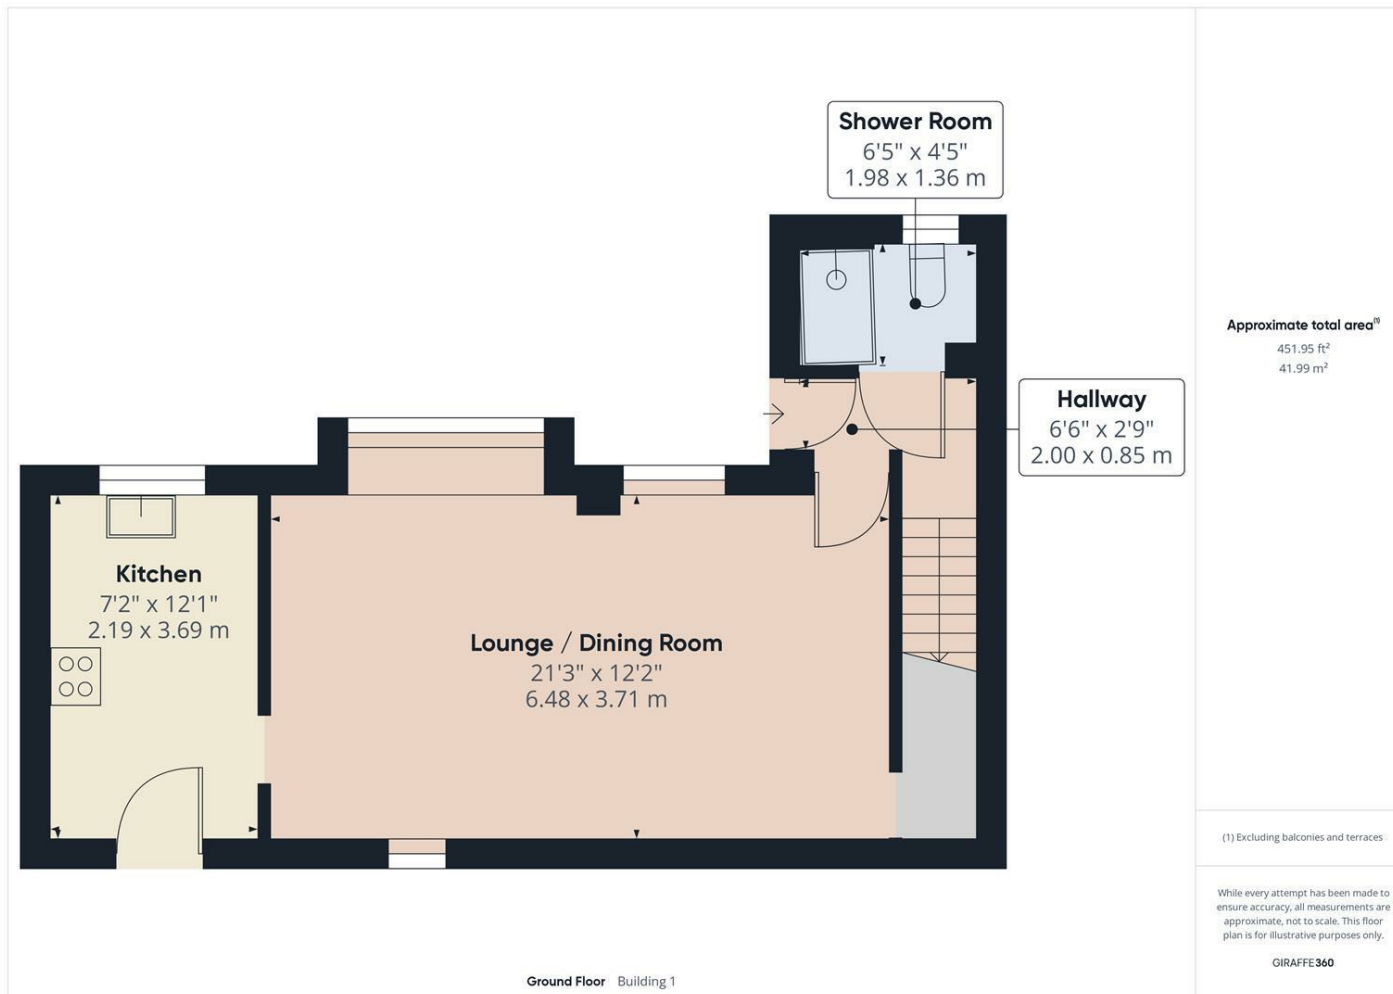 Shower Room
6'5" x 4'5"
1.98 x 1.36 m
Hallway
6'6" x 2'9"
2.00 x 0.85 m
Kitchen
7'2" x 12'1"
2.19 x 3.69 m
Lounge / Dining Room
21'3" x 12'2"
6.48 x 3.71 m
Ground Floor Building 1
Approximate total area(1)
451.95 ft²
41.99 m²
(1) Excluding balconies and terraces
While every attempt has been made to
ensure accuracy, all measurements are
approximate, not to scale. This floor
plan is for illustrative purposes only.
GIRAFFE360